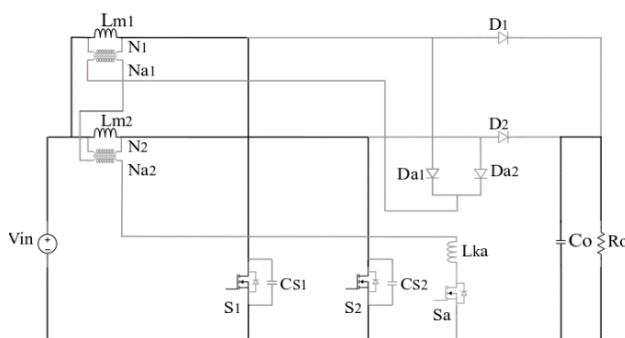 Lm1
D1
N1
Na1
Lm2
D2
N2
Na2
Da1
Da2
Vin
Lka
Co
Ro
CS1
CS2
S1
S2
Sa